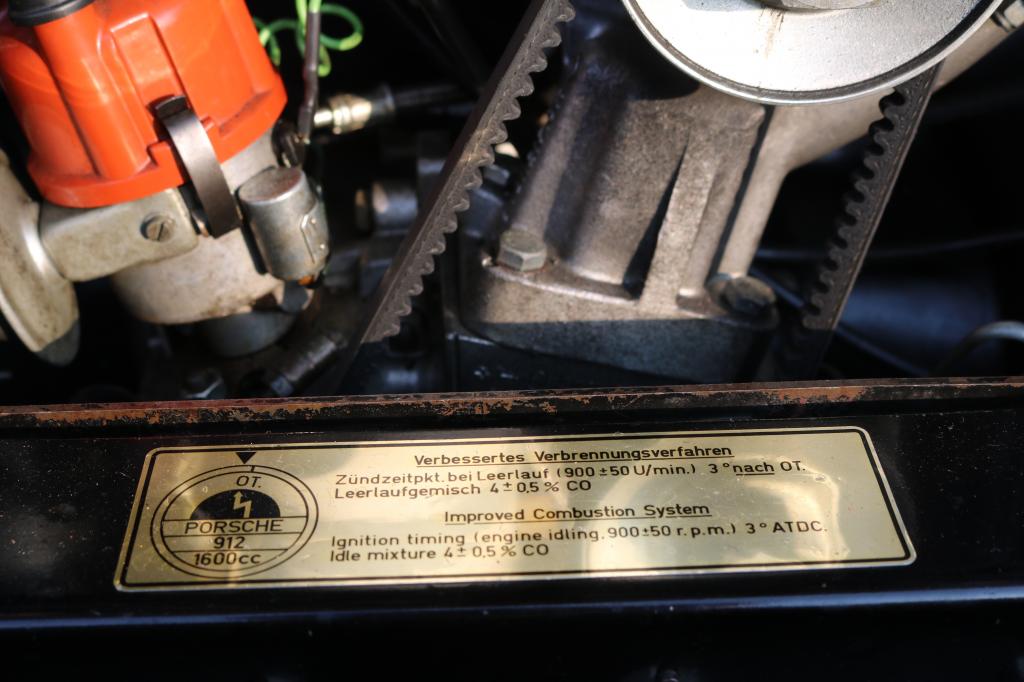 OT.
PORSCHE
912
1600cc
Verbessertes Verbrennungsverfahren
Zündzeitpkt. bei Leerlauf (900 ±50 U/min.) 3° nach OT.
Leerlaufgemisch 4 ± 0,5 % CO
Improved Combustion System
Ignition timing (engine idling. 900±50 r.p.m.) 3° ATDC.
Idle mixture 4 ± 0,5 % CO